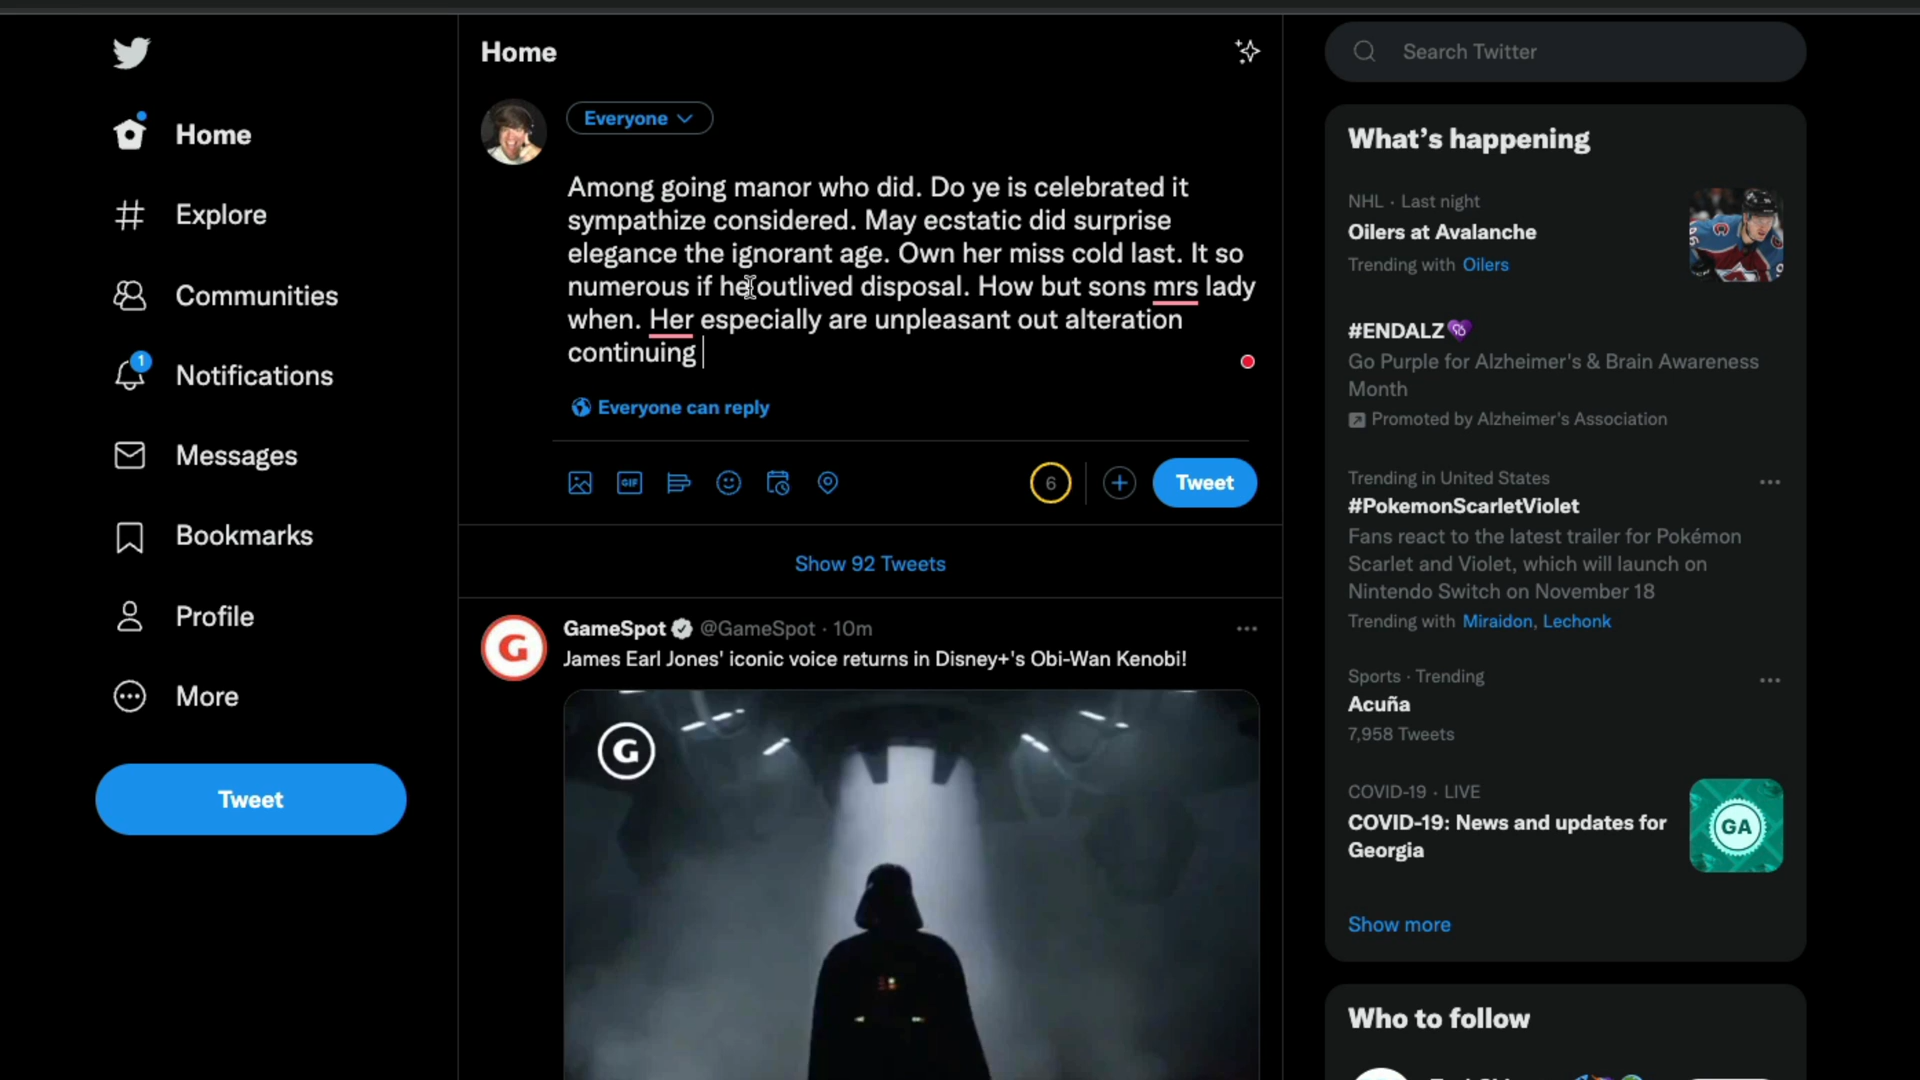 Home
Explore
Communities
1
Notifications
Messages
Bookmarks
Profile
More
Tweet
Home
Everyone
Among going manor who did. Do ye is celebrated it
sympathize considered. May ecstatic did surprise
elegance the ignorant age. Own her miss cold last. It so
numerous if he outlived disposal. How but sons mrs lady
when. Her especially are unpleasant out alteration
continuing
Everyone can reply
GIF
6
Tweet
Show 92 Tweets
G
GameSpot @GameSpot · 10m
James Earl Jones' iconic voice returns in Disney+'s Obi-Wan Kenobi!
G
Search Twitter
What's happening
NHL · Last night
Oilers at Avalanche
Trending with Oilers
#ENDALZ
Go Purple for Alzheimer's & Brain Awareness
Month
Promoted by Alzheimer's Association
Trending in United States
#PokemonScarletViolet
Fans react to the latest trailer for Pokémon
Scarlet and Violet, which will launch on
Nintendo Switch on November 18
Trending with Miraidon, Lechonk
Sports · Trending
Acuña
7,958 Tweets
COVID-19 · LIVE
COVID-19: News and updates for
Georgia
GA
Show more
Who to follow